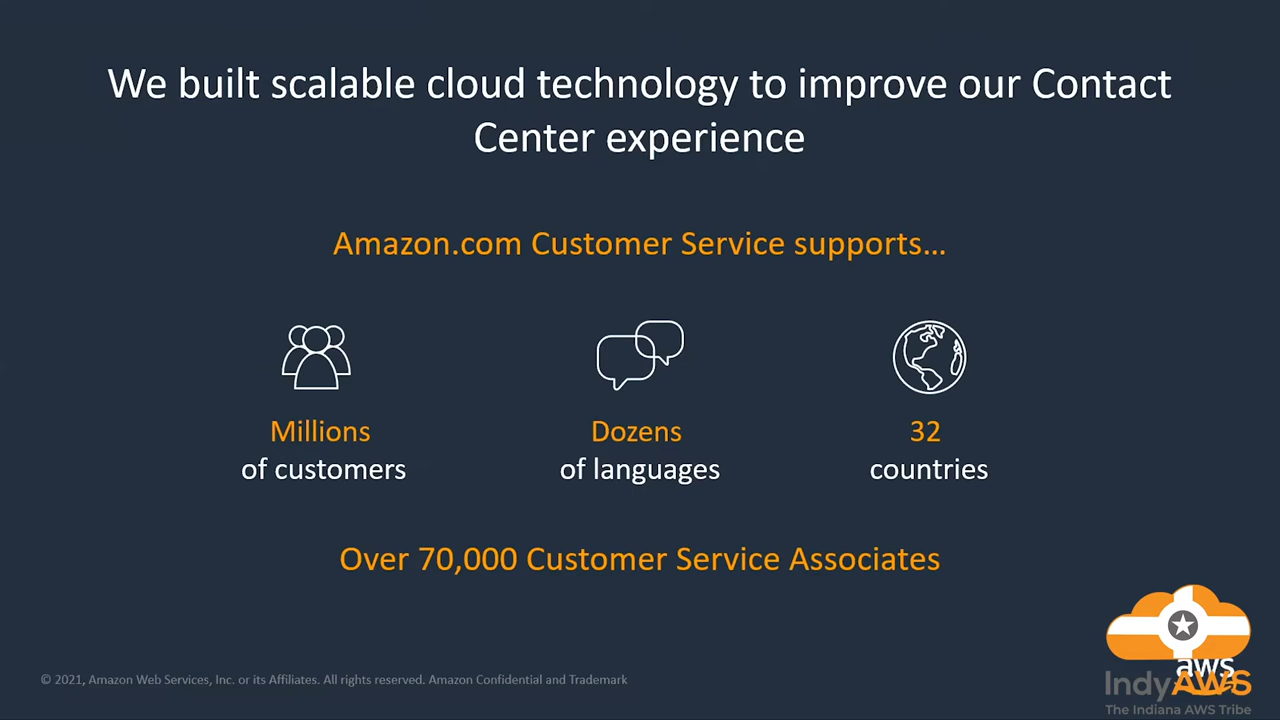 We built scalable cloud technology to improve our Contact
Center experience
Amazon.com Customer Service supports…
Millions
of customers
Dozens
of languages
32
countries
Over 70,000 Customer Service Associates
© 2021, Amazon Web Services, Inc. or its Affiliates. All rights reserved. Amazon Confidential and Trademark
aws
IndyAWS
The Indiana AWS Tribe